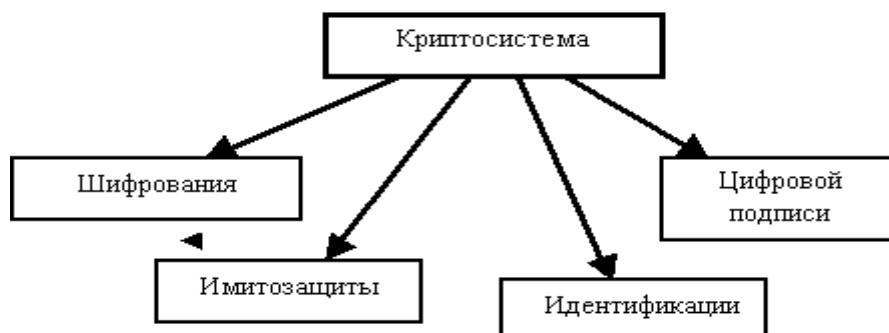 Криптосистема
Шифрования
Цифровой
подписи
Имитозащиты
Идентификации